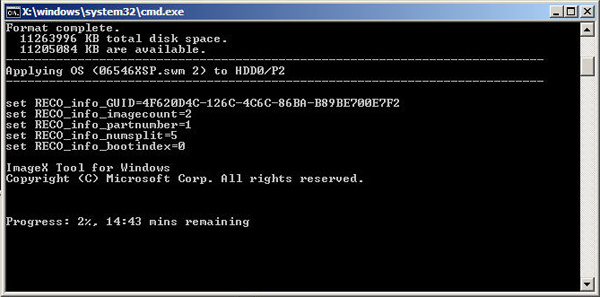 X:\windows\system32\cmd.exe
Format complete.
11263996 KB total disk space.
11205084 KB are available.
Applying OS (06546XSP.swm 2) to HDD0/P2
set RECO_info_GUID=4F620D4C-126C-4C6C-86BA-B89BE700E7F2
set RECO_info_imagecount=2
set RECO_info_partnumber=1
set RECO_info_numsplit=5
set RECO_info_bootindex=0
ImageX Tool for Windows
Copyright (C) Microsoft Corp. All rights reserved.
Progress: 2%, 14:43 mins remaining